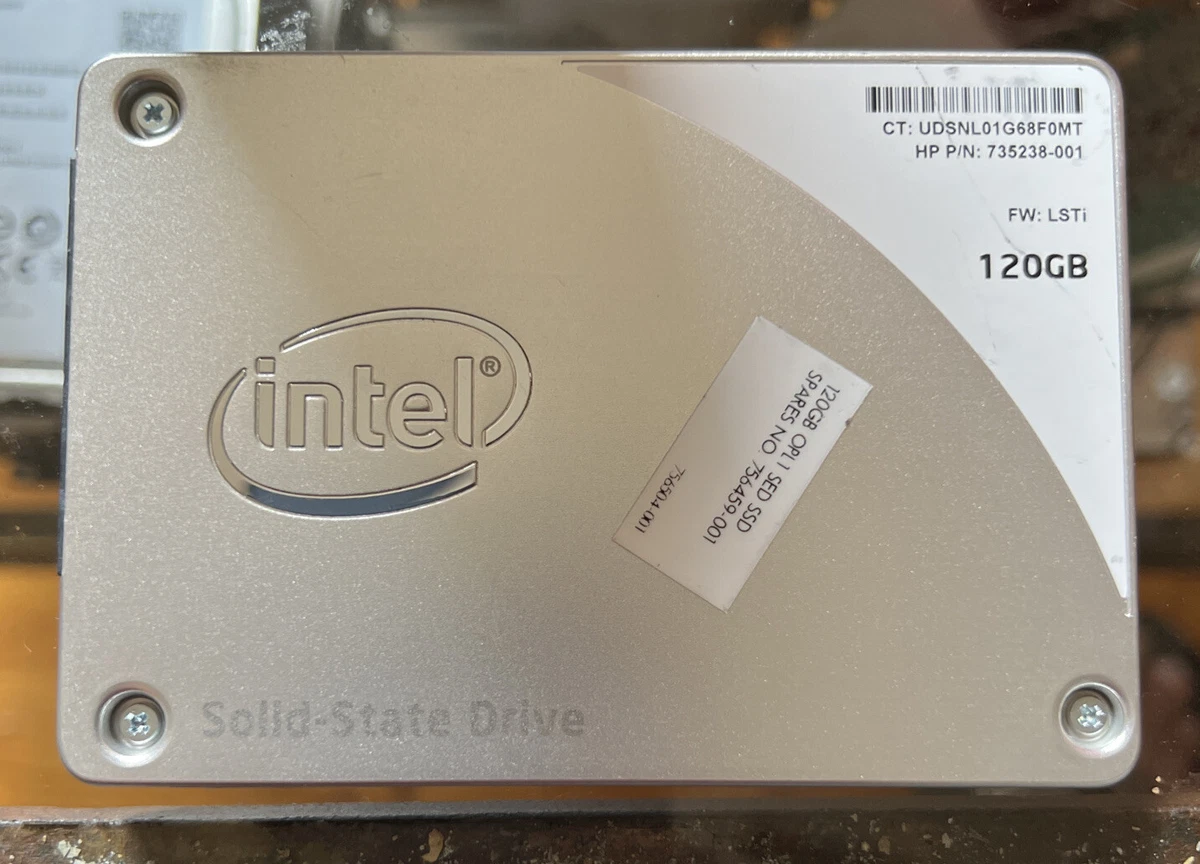 CT: UDSNL01G68F0MT
HP P/N: 735238-001
FW: LSTi
120GB
intel®
120GB OPL1 SED SSD
SPARES NO. 756459-001
756504-001
Solid-State Drive